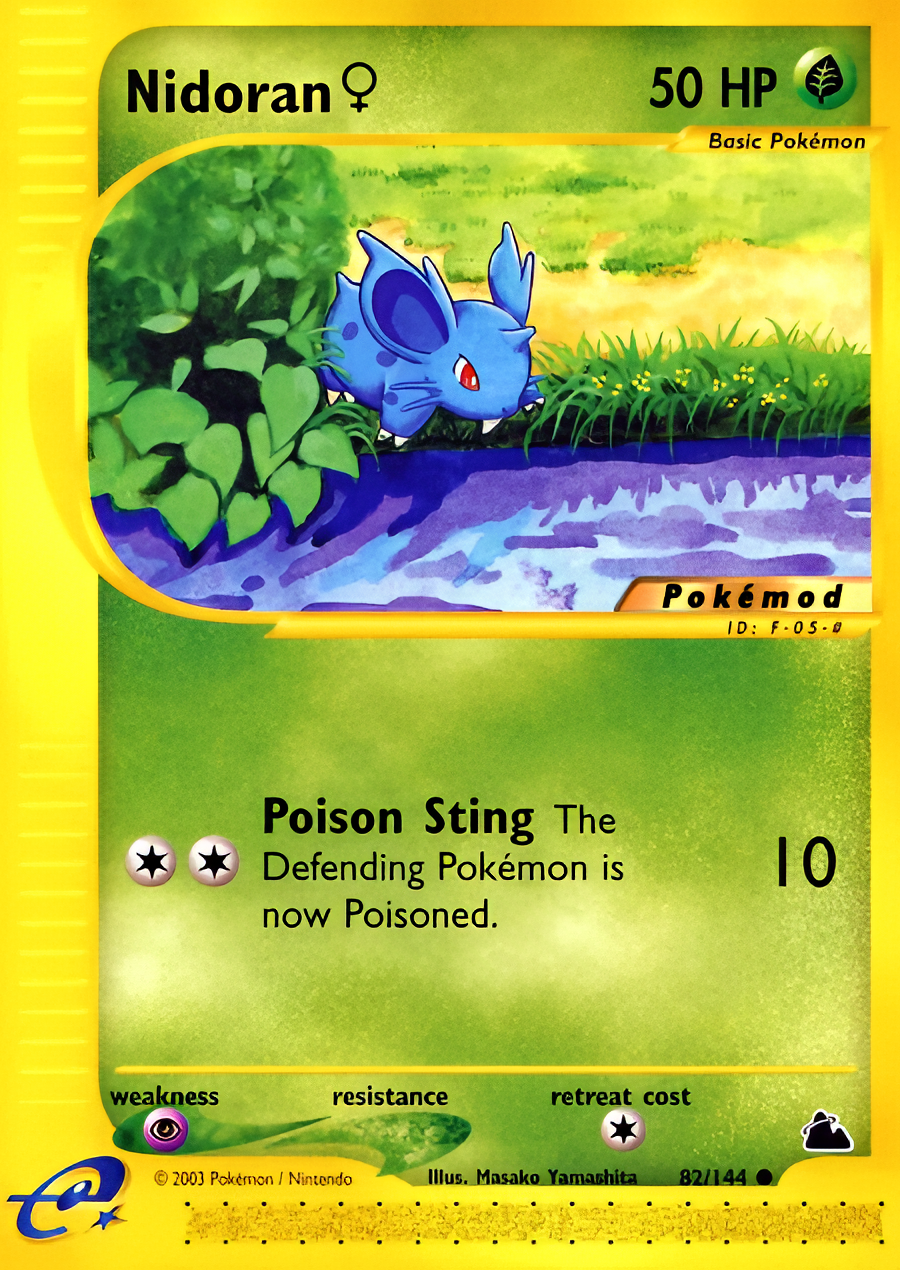 Nidoran♀ 50 HP
Basic Pokémon
Pokémod
ID: F-05-0
Poison Sting The
Defending Pokémon is
now Poisoned.
10
weakness resistance retreat cost
© 2003 Pokémon / Nintendo Illus. Masako Yamashita 82/144 ●
e